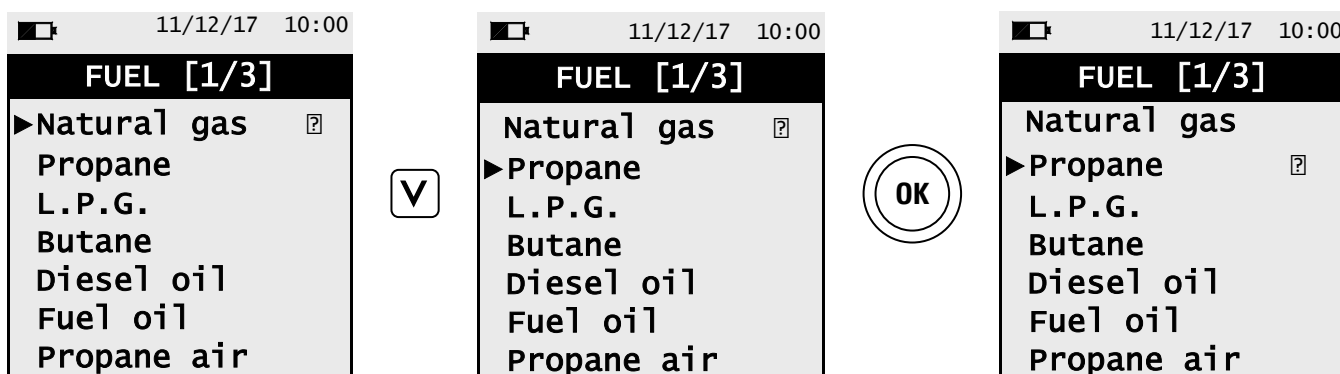 11/12/17 10:00
FUEL [1/3]
▶Natural gas ⍰
Propane
L.P.G.
Butane
Diesel oil
Fuel oil
Propane air
V
11/12/17 10:00
FUEL [1/3]
Natural gas ⍰
▶Propane
L.P.G.
Butane
Diesel oil
Fuel oil
Propane air
OK
11/12/17 10:00
FUEL [1/3]
Natural gas
▶Propane ⍰
L.P.G.
Butane
Diesel oil
Fuel oil
Propane air